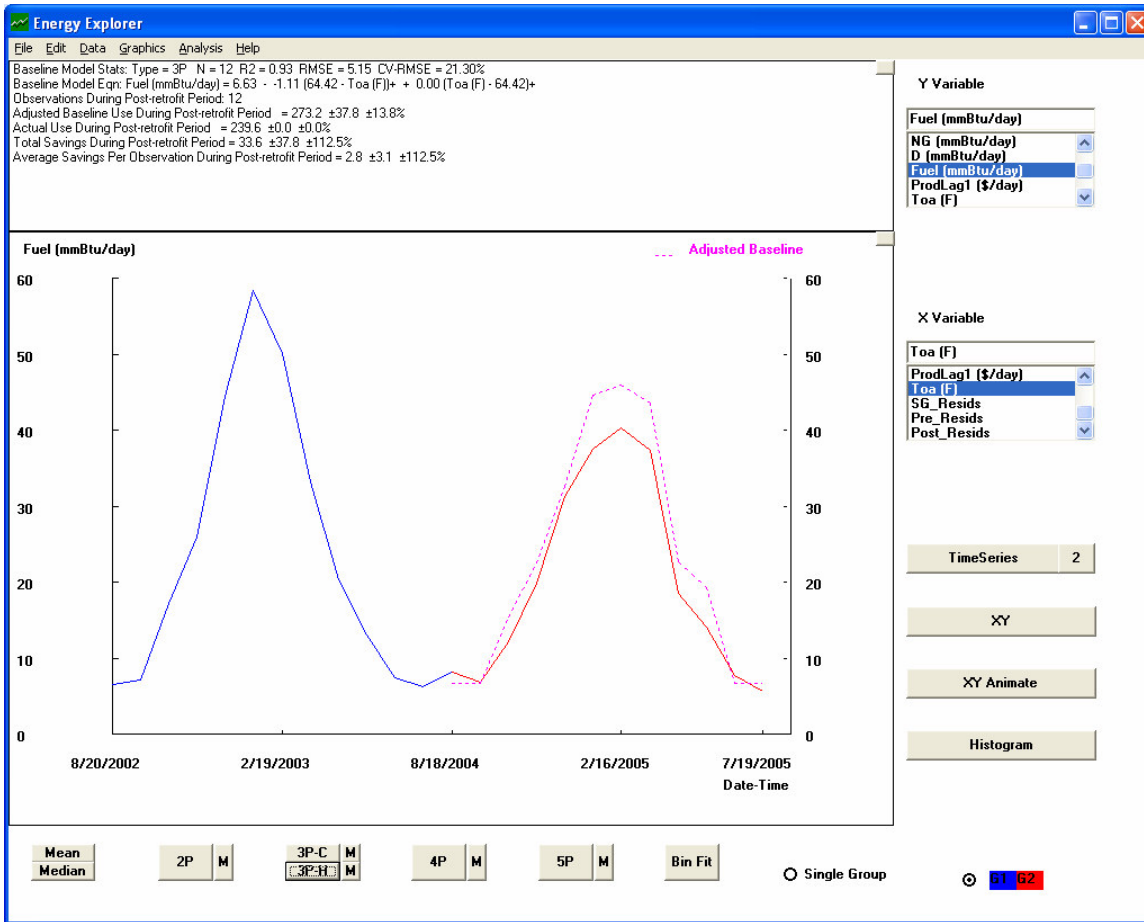 Energy Explorer
File Edit Data Graphics Analysis Help
Baseline Model Stats: Type = 3P N = 12 R2 = 0.93 RMSE = 5.15 CV-RMSE = 21.30%
Baseline Model Eqn: Fuel (mmBtu/day) = 6.63 - -1.11 (64.42 - Toa (F))+ + 0.00 (Toa (F) - 64.42)+
Observations During Post-retrofit Period: 12
Adjusted Baseline Use During Post-retrofit Period = 273.2 ±37.8 ±13.8%
Actual Use During Post-retrofit Period = 239.6 ±0.0 ±0.0%
Total Savings During Post-retrofit Period = 33.6 ±37.8 ±112.5%
Average Savings Per Observation During Post-retrofit Period = 2.8 ±3.1 ±112.5%
Fuel (mmBtu/day)
Adjusted Baseline
60 60
50 50
40 40
30 30
20 20
10 10
0 0
8/20/2002 2/19/2003 8/18/2004 2/16/2005 7/19/2005
Date-Time
Y Variable
Fuel (mmBtu/day)
NG (mmBtu/day)
D (mmBtu/day)
Fuel (mmBtu/day)
ProdLag1 ($/day)
Toa (F)
X Variable
Toa (F)
ProdLag1 ($/day)
Toa (F)
SG_Resids
Pre_Resids
Post_Resids
TimeSeries 2
XY
XY Animate
Histogram
Mean
Median
2P M
3P-C M
3P-H M
4P M
5P M
Bin Fit
Single Group
G1 G2